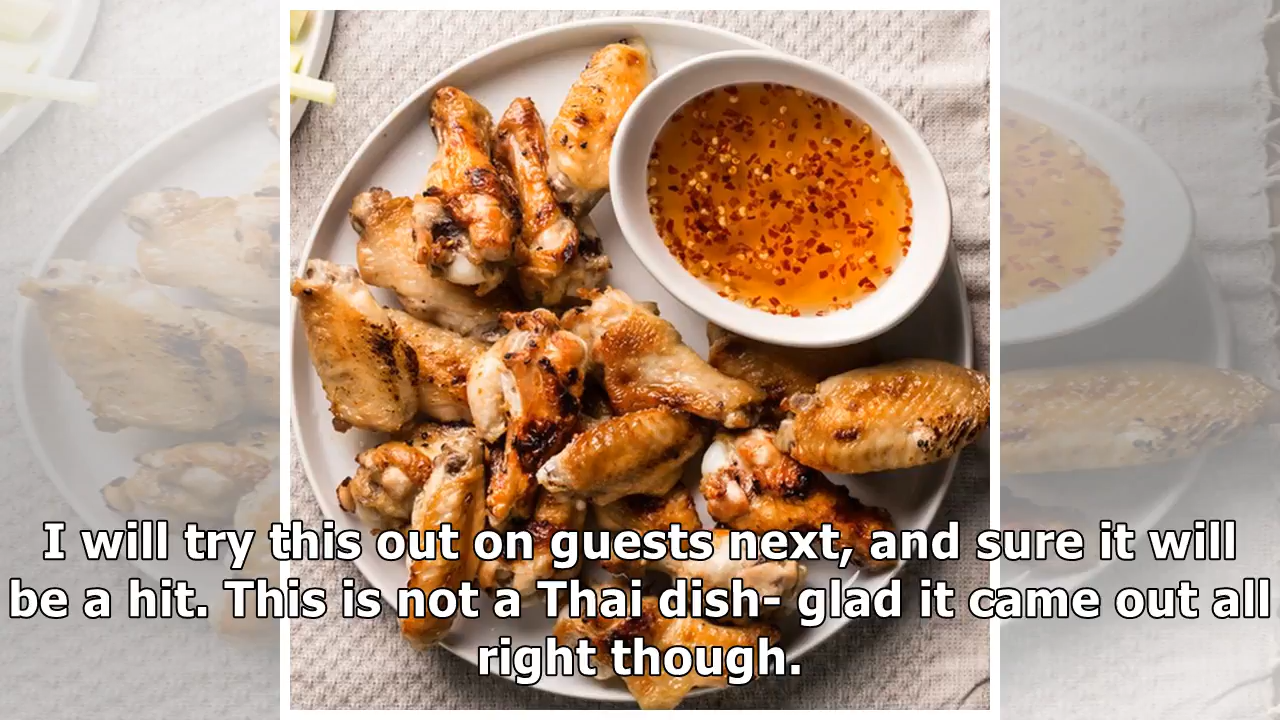 I will try this out on guests next, and sure it will
be a hit. This is not a Thai dish- glad it came out all
right though.